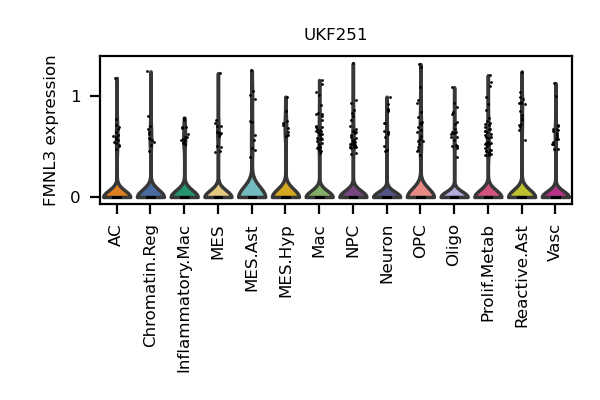 UKF251
FMNL3 expression
1
0
AC
Chromatin.Reg
Inflammatory.Mac
MES
MES.Ast
MES.Hyp
Mac
NPC
Neuron
OPC
Oligo
Prolif.Metab
Reactive.Ast
Vasc